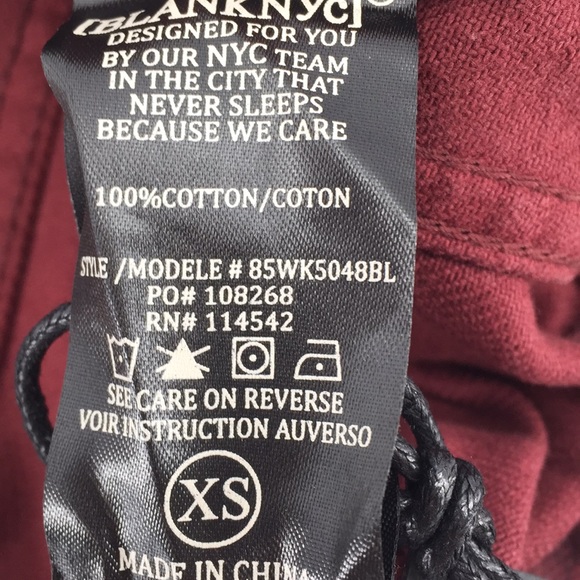 [BLANKNYC]®
DESIGNED FOR YOU
BY OUR NYC TEAM
IN THE CITY THAT
NEVER SLEEPS
BECAUSE WE CARE
100%COTTON/COTON
STYLE /MODELE # 85WK5048BL
PO# 108268
RN# 114542
SEE CARE ON REVERSE
VOIR INSTRUCTION AUVERSO
XS
MADE IN CHINA